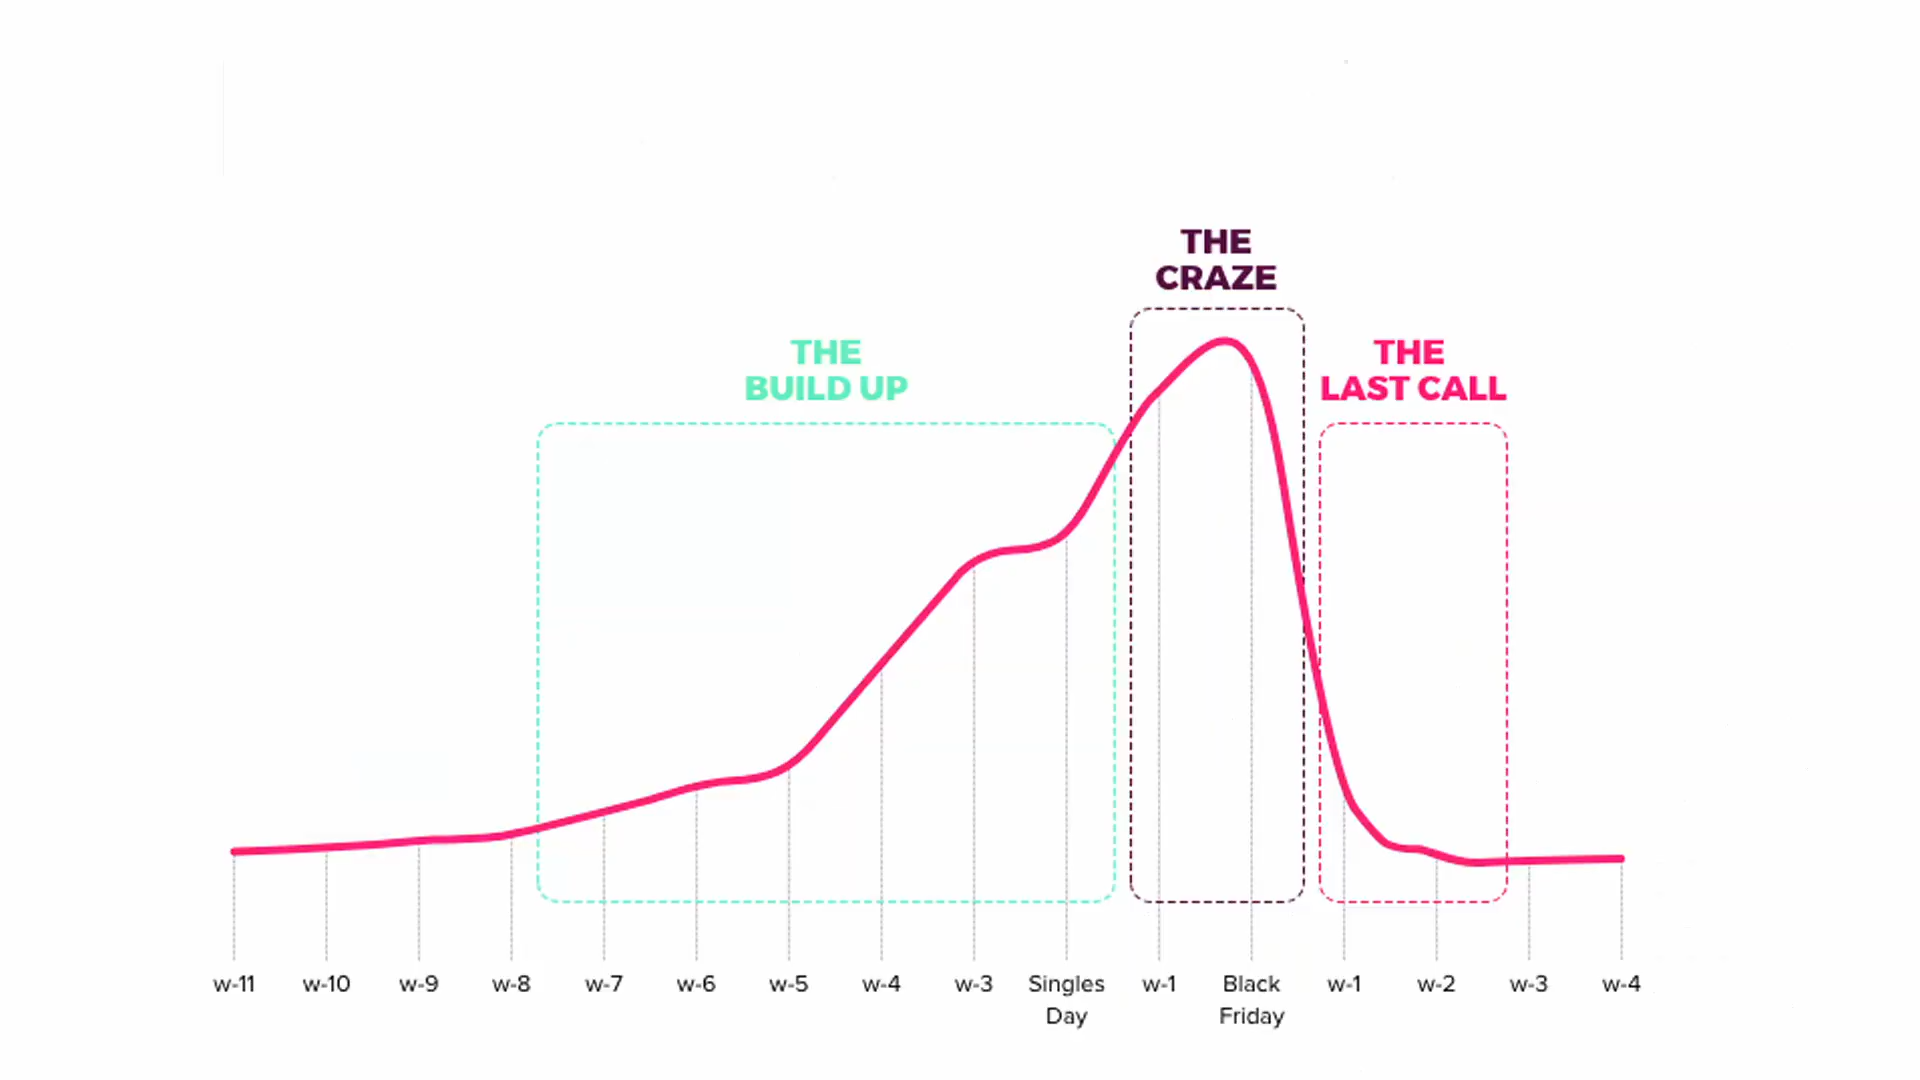 THE
CRAZE
THE
BUILD UP
THE
LAST CALL
w-11
w-10
w-9
w-8
w-7
w-6
w-5
w-4
w-3
Singles
Day
w-1
Black
Friday
w-1
w-2
w-3
w-4